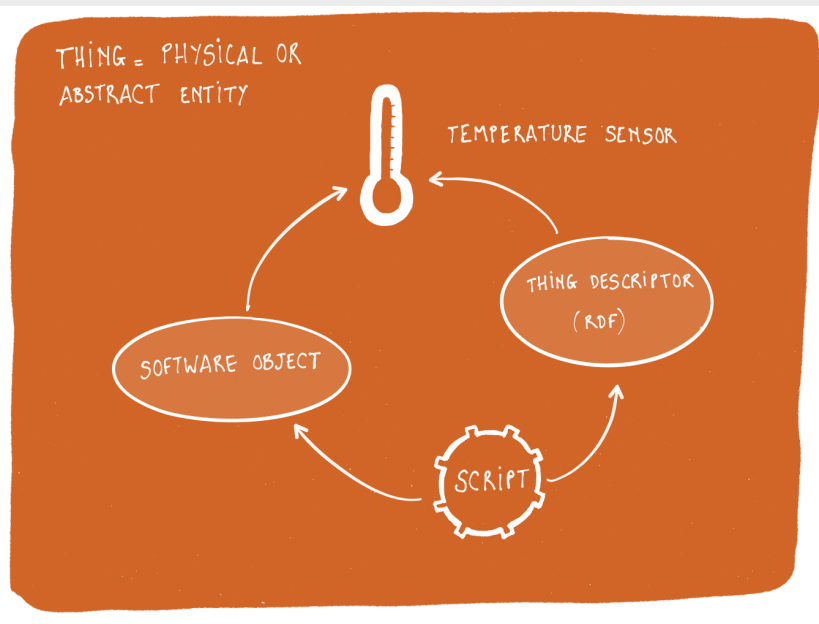 THING = PHYSICAL OR
ABSTRACT ENTITY
TEMPERATURE SENSOR
THING DESCRIPTOR
(RDF)
SOFTWARE OBJECT
SCRIPT